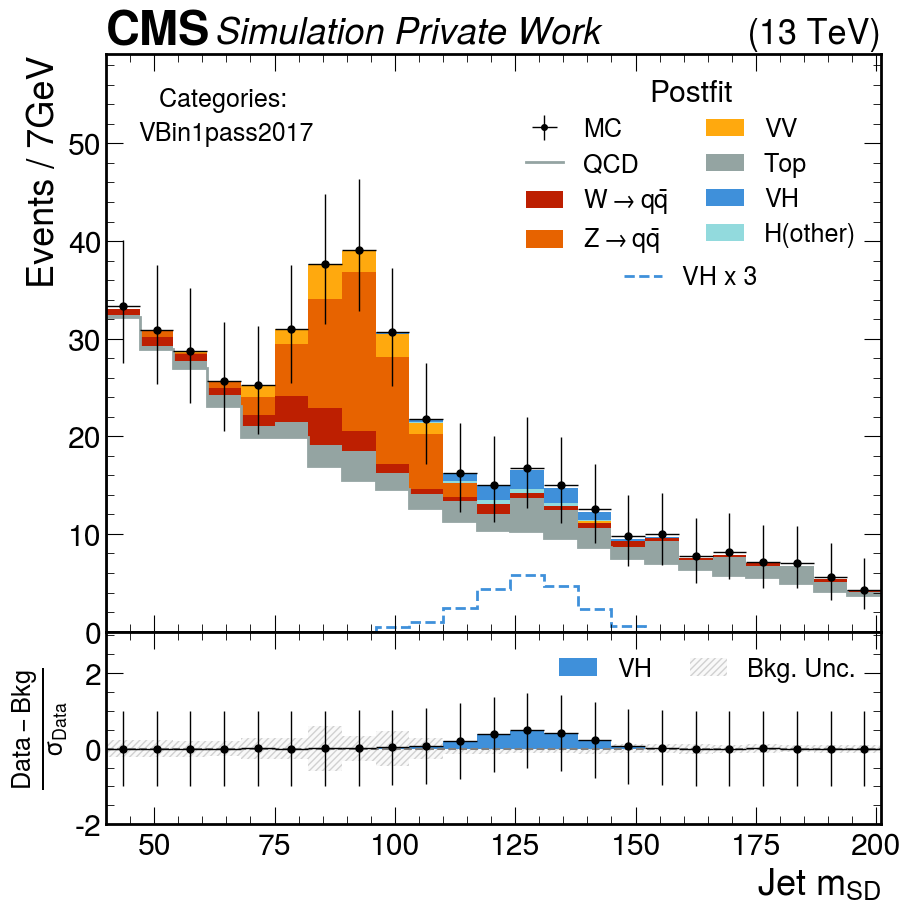 CMS Simulation Private Work (13 TeV)
Events / 7GeV
Categories:
VBin1pass2017
Postfit
MC
QCD
W→qq̄
Z→qq̄
VV
Top
VH
H(other)
VH x 3
50
40
30
20
10
0
Data − Bkg
σData
VH
Bkg. Unc.
2
0
-2
50 75 100 125 150 175 200
Jet mSD